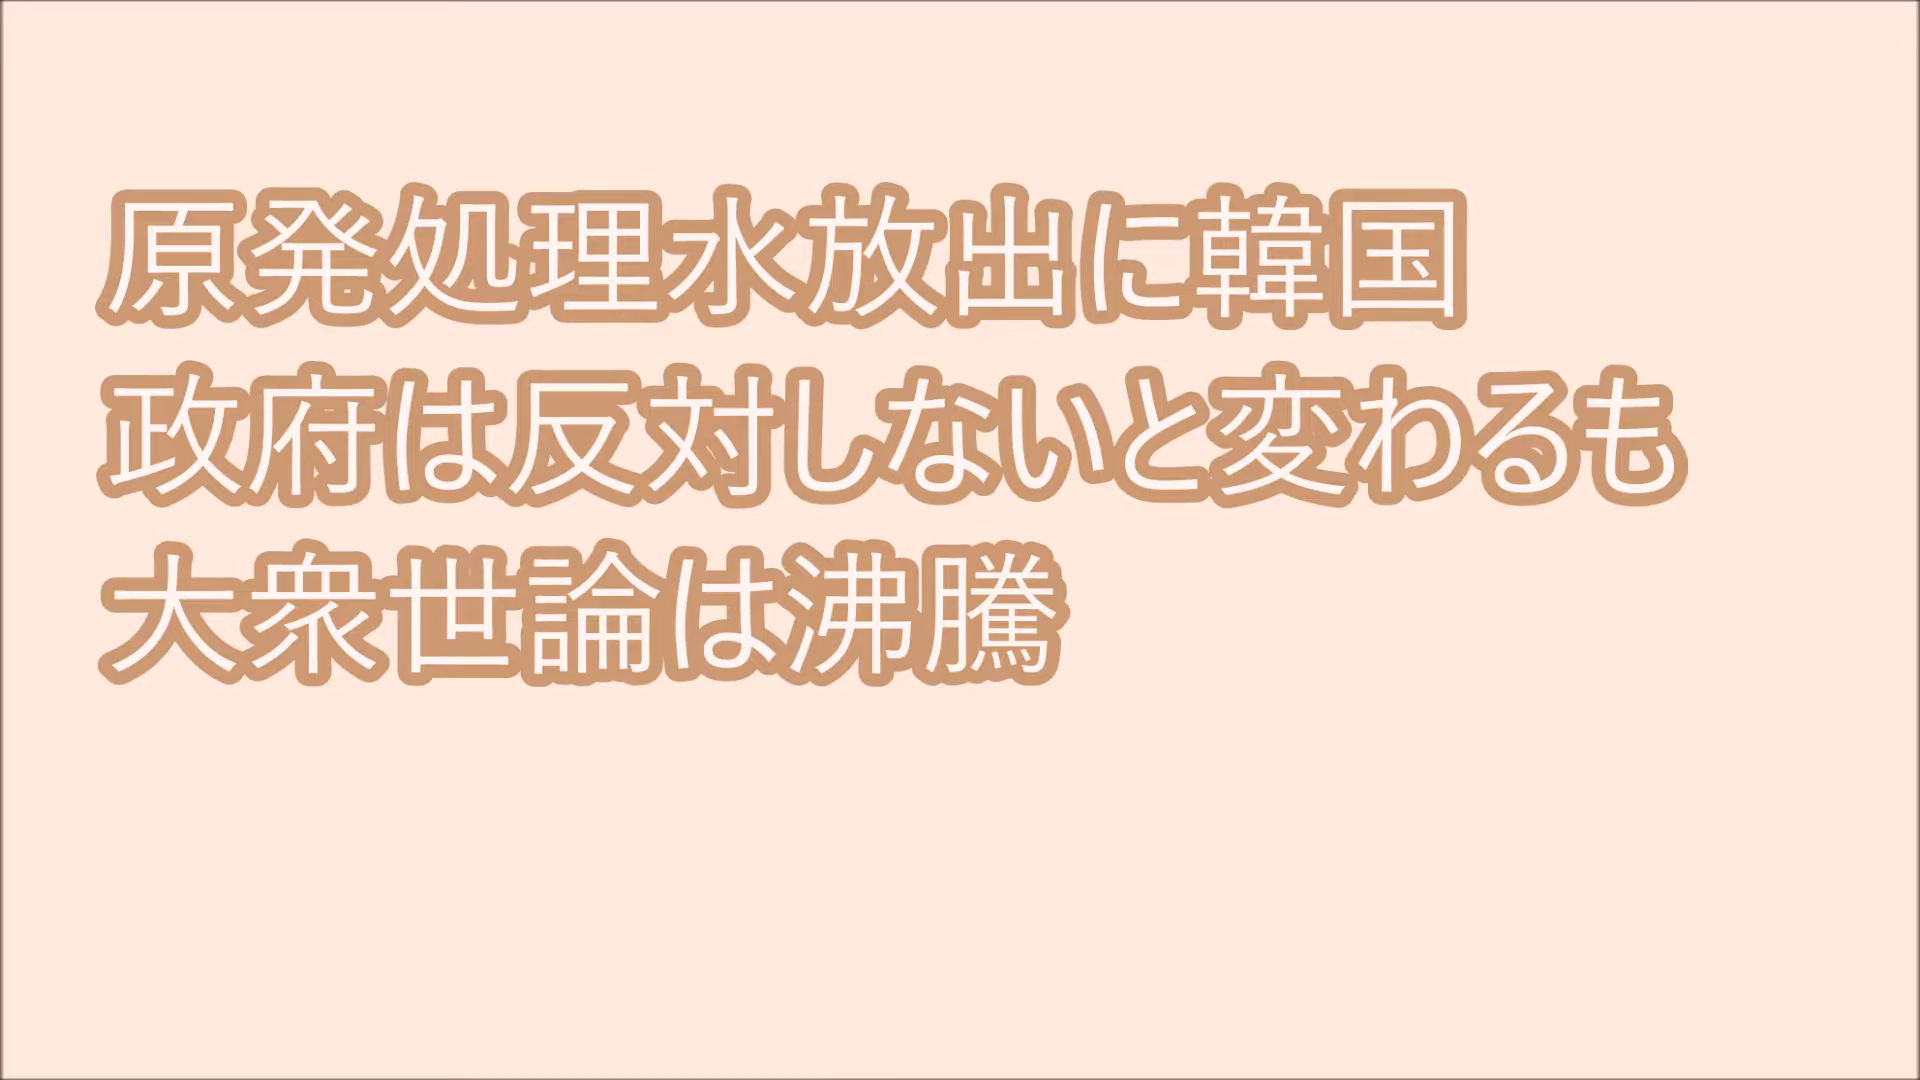 原発処理水放出に韓国
政府は反対しないと変わるも
大衆世論は沸騰